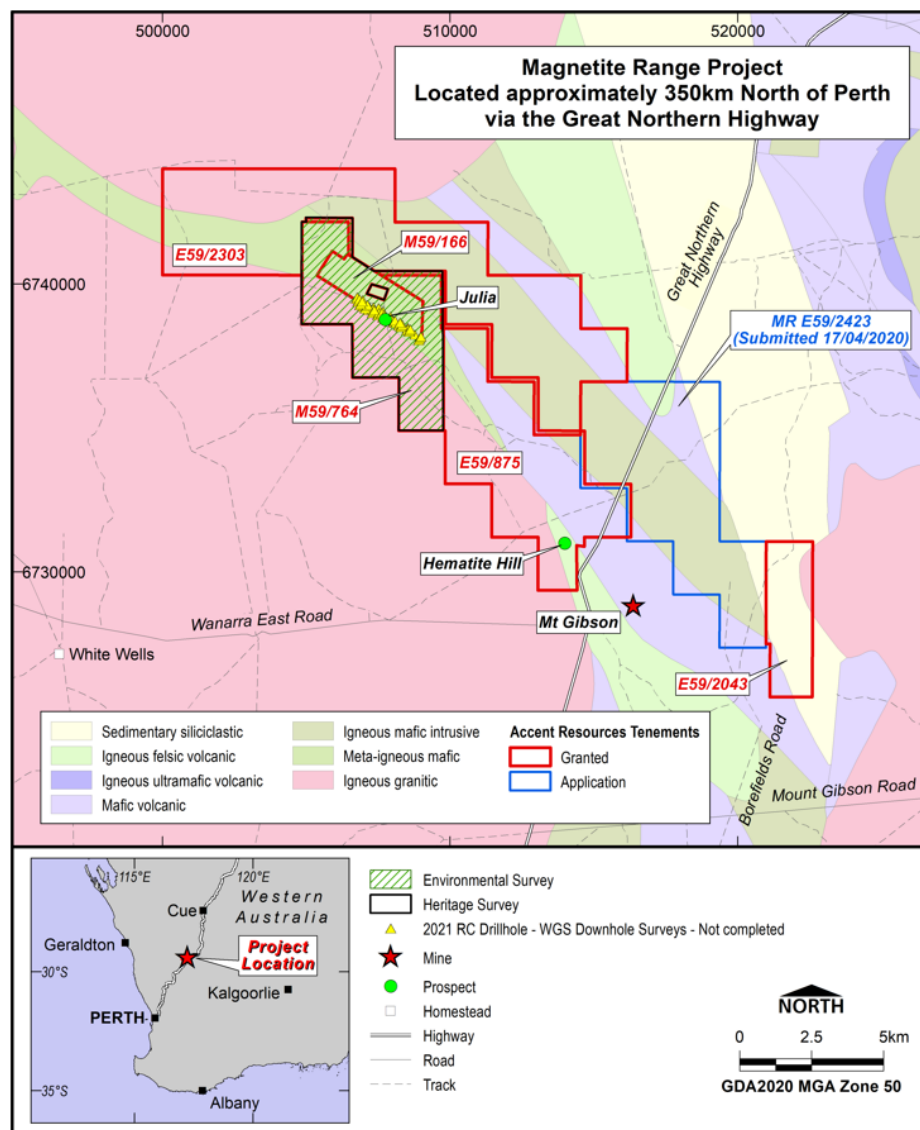 500000
510000
520000
Magnetite Range Project
Located approximately 350km North of Perth
via the Great Northern Highway
E59/2303
M59/166
Great Northern
Highway
6740000
Julia
MR E59/2423
(Submitted 17/04/2020)
M59/764
E59/875
Hematite Hill
6730000
Wanarra East Road
Mt Gibson
White Wells
E59/2043
Borefields Road
Mount Gibson Road
Sedimentary siliciclastic
Igneous felsic volcanic
Igneous ultramafic volcanic
Mafic volcanic
Igneous mafic intrusive
Meta-igneous mafic
Igneous granitic
Accent Resources Tenements
Granted
Application
115°E
120°E
Western
Australia
Cue
Geraldton
Project
Location
30°S
Kalgoorlie
PERTH
35°S
Albany
Environmental Survey
Heritage Survey
2021 RC Drillhole - WGS Downhole Surveys - Not completed
Mine
Prospect
Homestead
Highway
Road
Track
NORTH
0 2.5 5km
GDA2020 MGA Zone 50